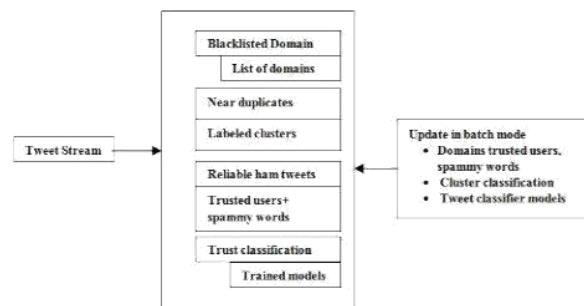 Blacklisted Domain
List of domains
Near duplicates
Labeled clusters
Tweet Stream
Reliable ham tweets
Trusted users+
spammy words
Trust classification
Trained models
Update in batch mode
• Domains trusted users,
spammy words
• Cluster classification
• Tweet classifier models